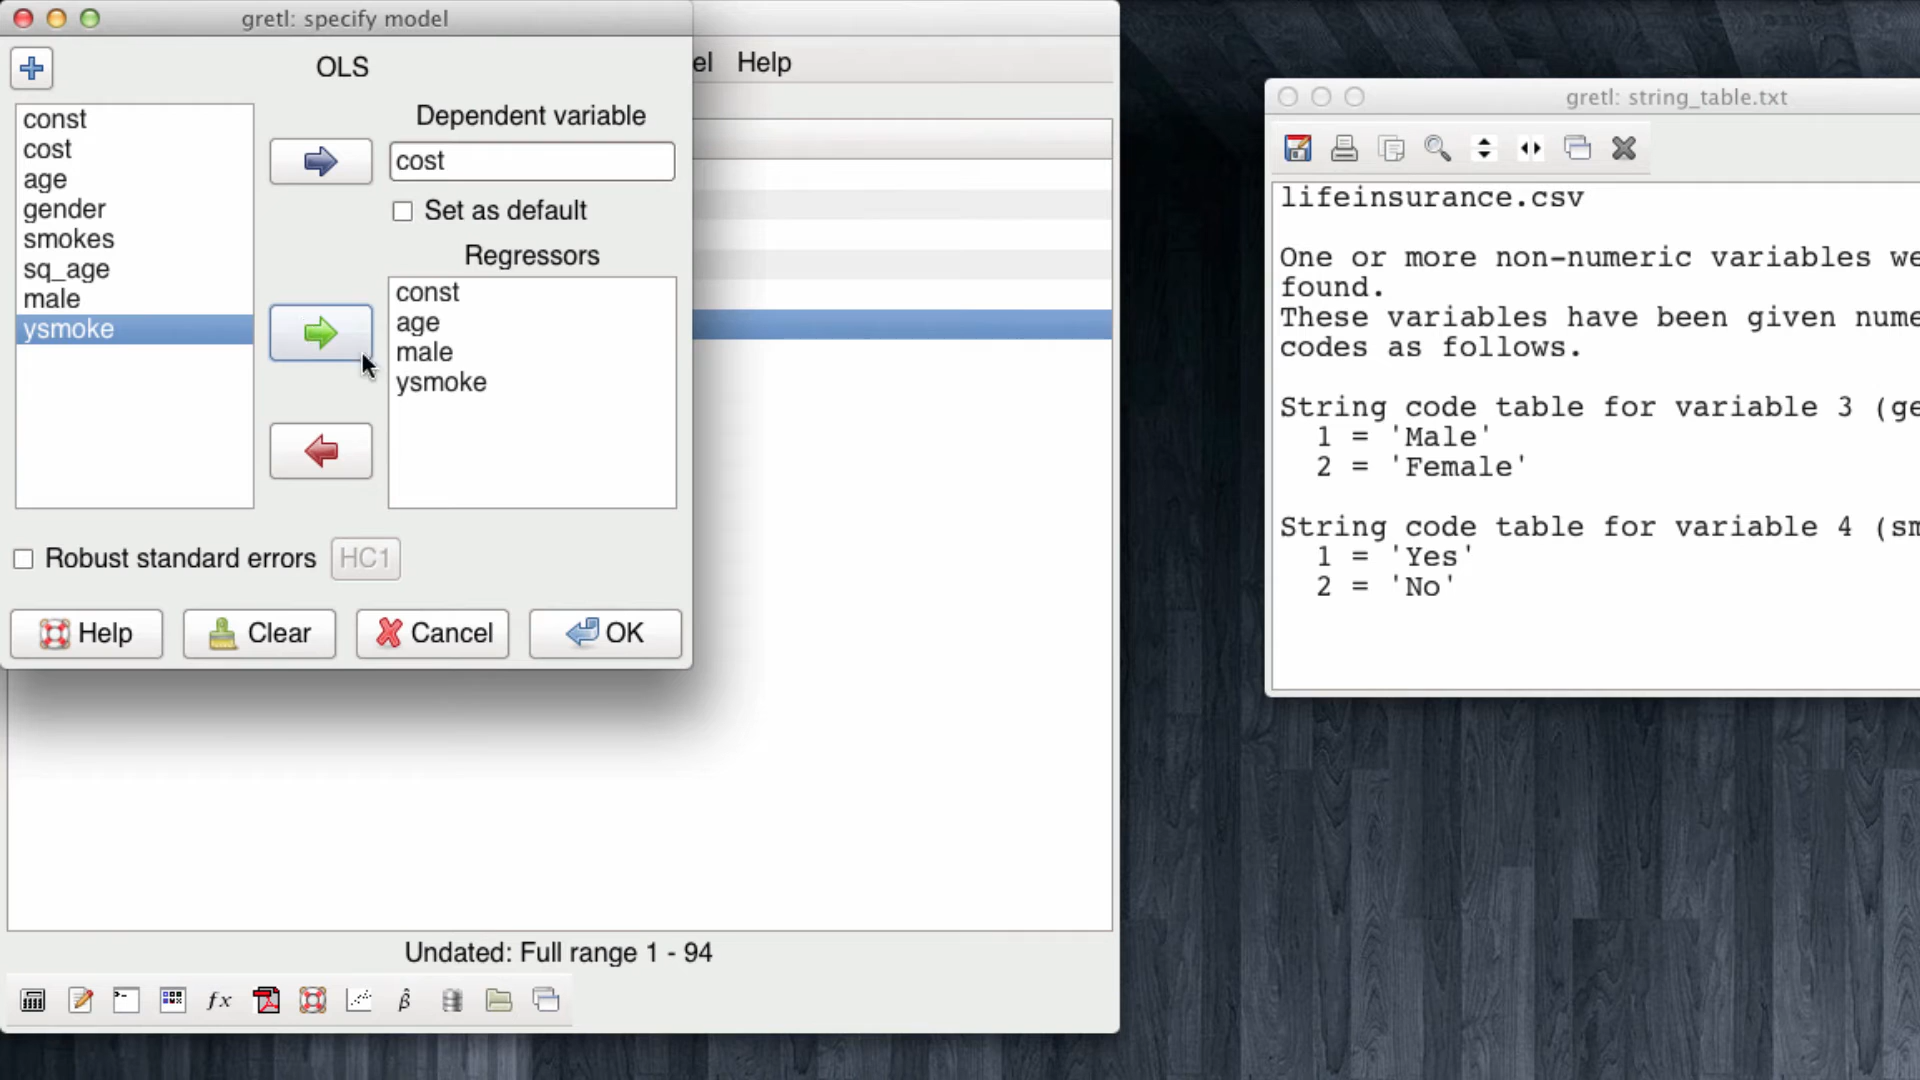 gretl: specify model
OLS
const
cost
age
gender
smokes
sq_age
male
ysmoke
Dependent variable
cost
Set as default
Regressors
const
age
male
ysmoke
Robust standard errors HC1
Help Clear Cancel OK
el Help
Undated: Full range 1 - 94
fx
β̂
gretl: string_table.txt
lifeinsurance.csv
One or more non-numeric variables we
found.
These variables have been given nume
codes as follows.
String code table for variable 3 (ge
1 = 'Male'
2 = 'Female'
String code table for variable 4 (sm
1 = 'Yes'
2 = 'No'